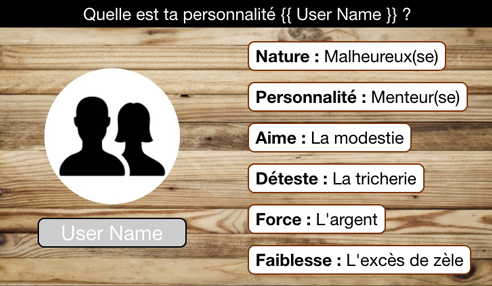 Quelle est ta personnalité {{ User Name }} ?
Nature : Malheureux(se)
Personnalité : Menteur(se)
Aime : La modestie
Déteste : La tricherie
Force : L'argent
Faiblesse : L'excès de zèle
User Name